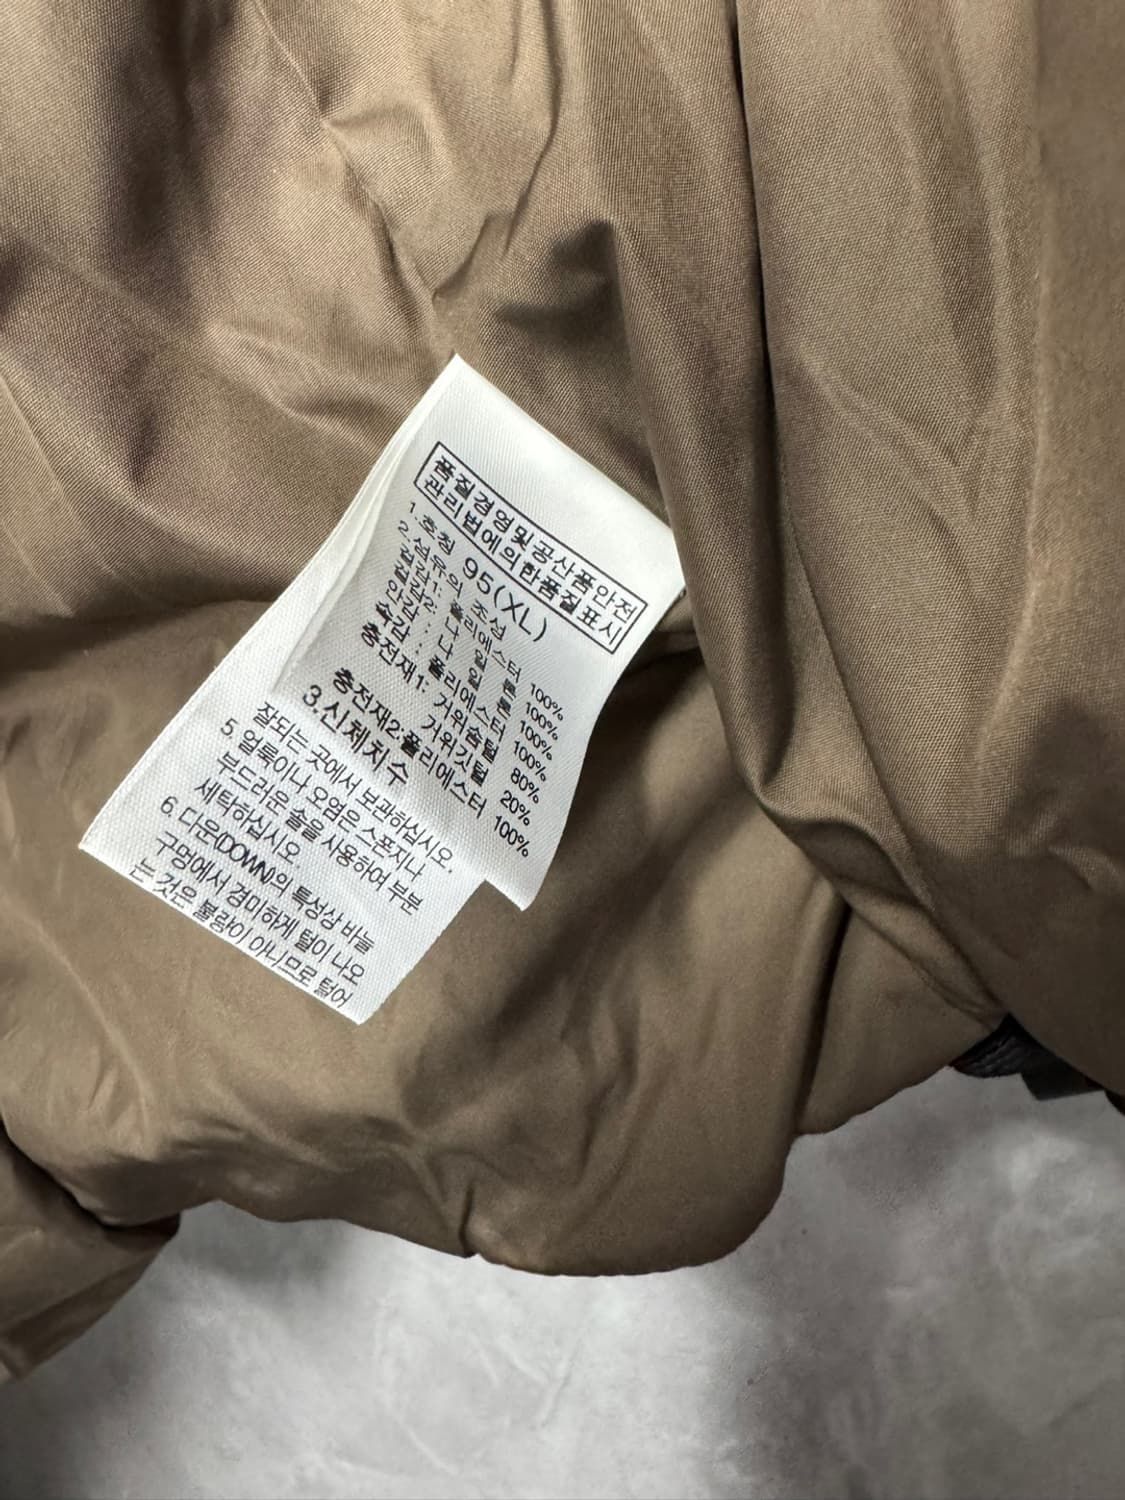 품질경영및공산품안전
관리법에의한품질표시
1.호칭 95(XL)
2.섬유의 조성
겉감1: 폴리에스터 100%
겉감2: 나 일 론 100%
안감 : 나 일 론 100%
속감 : 폴리에스터 100%
충전재1: 거위솜털 80%
거위깃털 20%
충전재2:폴리에스터 100%
3.신체치수
잘되는 곳에서 보관하십시오.
5.얼룩이나 오염은 스폰지나
부드러운 솔을 사용하여 부분
세탁하십시오.
6.다운(DOWN)의 특성상 바늘
구멍에서 경미하게 털이 나오
는 것은 불량이 아니므로 털어